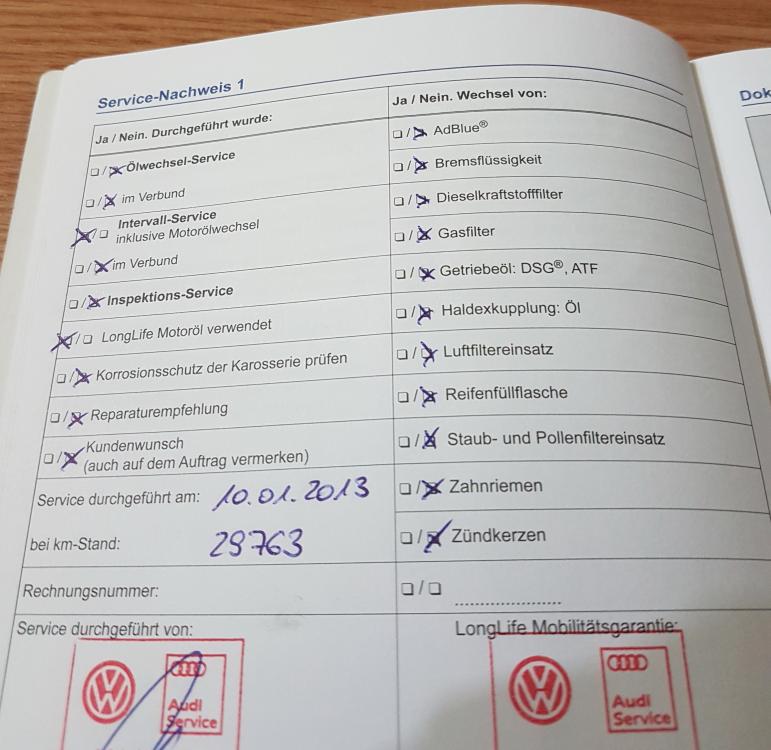 Service-Nachweis 1
Ja / Nein. Durchgeführt wurde:
❏ / ❏ Ölwechsel-Service
❏ / ❏ im Verbund
❏ / ❏ Intervall-Service
inklusive Motorölwechsel
❏ / ❏ im Verbund
❏ / ❏ Inspektions-Service
❏ / ❏ LongLife Motoröl verwendet
❏ / ❏ Korrosionsschutz der Karosserie prüfen
❏ / ❏ Reparaturempfehlung
❏ / ❏ Kundenwunsch
(auch auf dem Auftrag vermerken)
Service durchgeführt am: 10.01.2013
bei km-Stand: 29763
Rechnungsnummer:
Service durchgeführt von:
Audi
Service
Ja / Nein. Wechsel von:
❏ / ❏ AdBlue®
❏ / ❏ Bremsflüssigkeit
❏ / ❏ Dieselkraftstofffilter
❏ / ❏ Gasfilter
❏ / ❏ Getriebeöl: DSG®, ATF
❏ / ❏ Haldexkupplung: Öl
❏ / ❏ Luftfiltereinsatz
❏ / ❏ Reifenfüllflasche
❏ / ❏ Staub- und Pollenfiltereinsatz
❏ / ❏ Zahnriemen
❏ / ❏ Zündkerzen
❏ / ❏ ....................
LongLife Mobilitätsgarantie:
Audi
Service
Dok